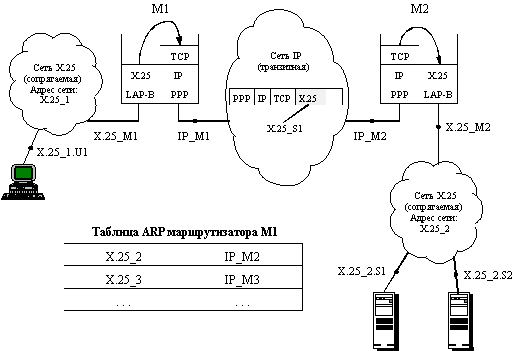 M1
M2
TCP
X.25
IP
LAP-B
PPP
Сеть X.25
(сопрягаемая)
Адрес сети:
X.25_1
Сеть IP
(транзитная)
PPP IP TCP X.25
X.25_S1
TCP
IP
X.25
PPP
LAP-B
X.25_M1
IP_M1
IP_M2
X.25_M2
X.25_1.U1
Сеть X.25
(сопрягаемая)
Адрес сети:
X.25_2
Таблица ARP маршрутизатора M1
X.25_2 IP_M2
X.25_3 IP_M3
. . . . . .
X.25_2.S1
X.25_2.S2